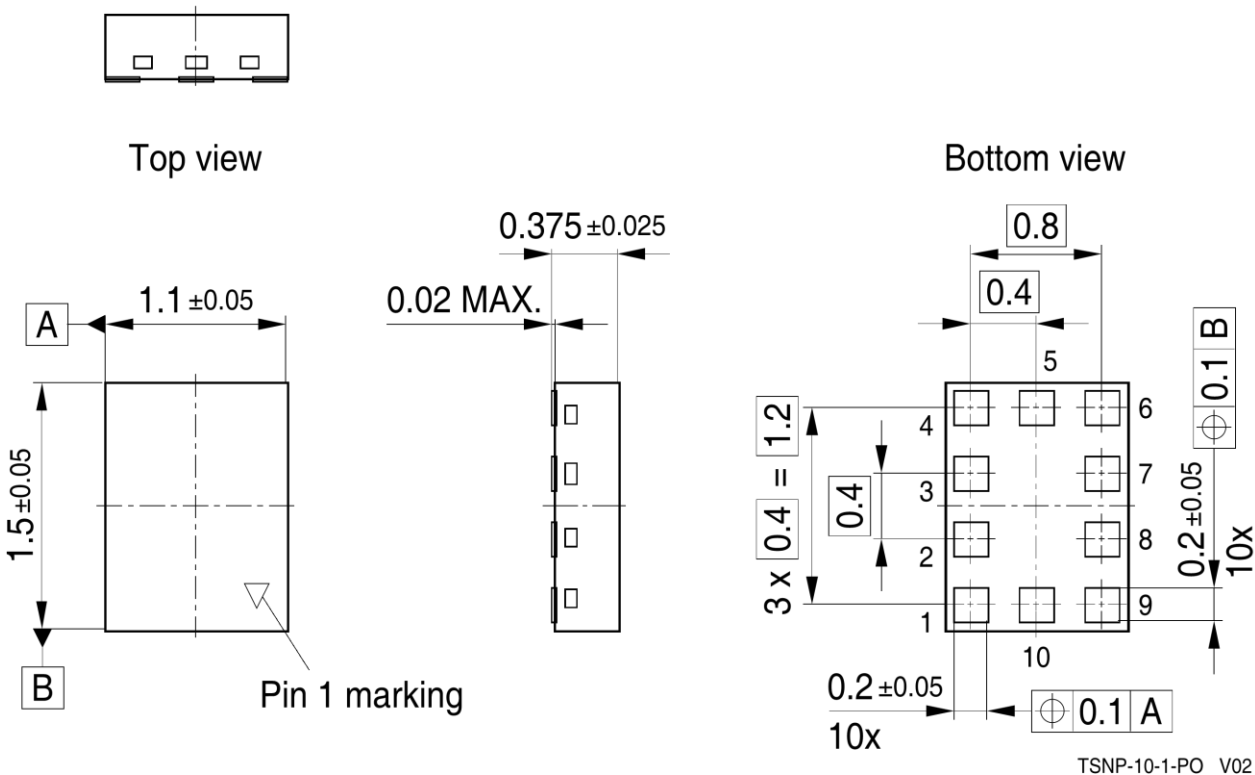 Top view
Bottom view
0.375 ±0.025
0.8
1.1 ±0.05
0.02 MAX.
0.4
A
5
⌖ 0.1 B
4
6
1.5 ±0.05
3 x 0.4 = 1.2
0.4
3
7
0.2 ±0.05
10x
2
8
1
9
B
Pin 1 marking
10
0.2 ±0.05
10x
⌖ 0.1 A
TSNP-10-1-PO V02